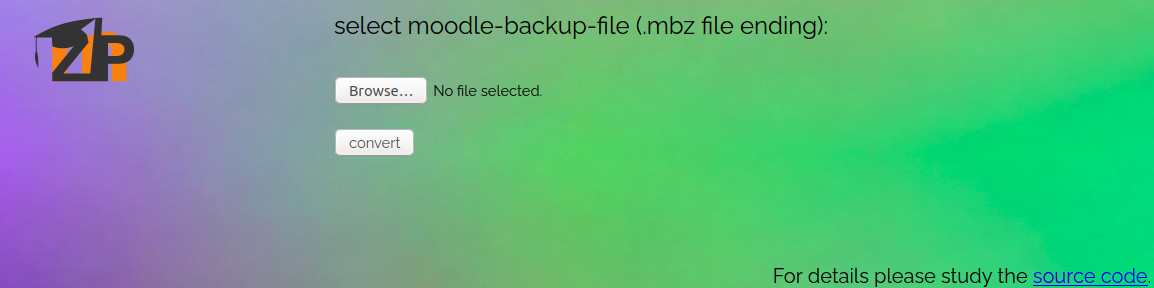 ZIP
select moodle-backup-file (.mbz file ending):
Browse... No file selected.
convert
For details please study the source code.